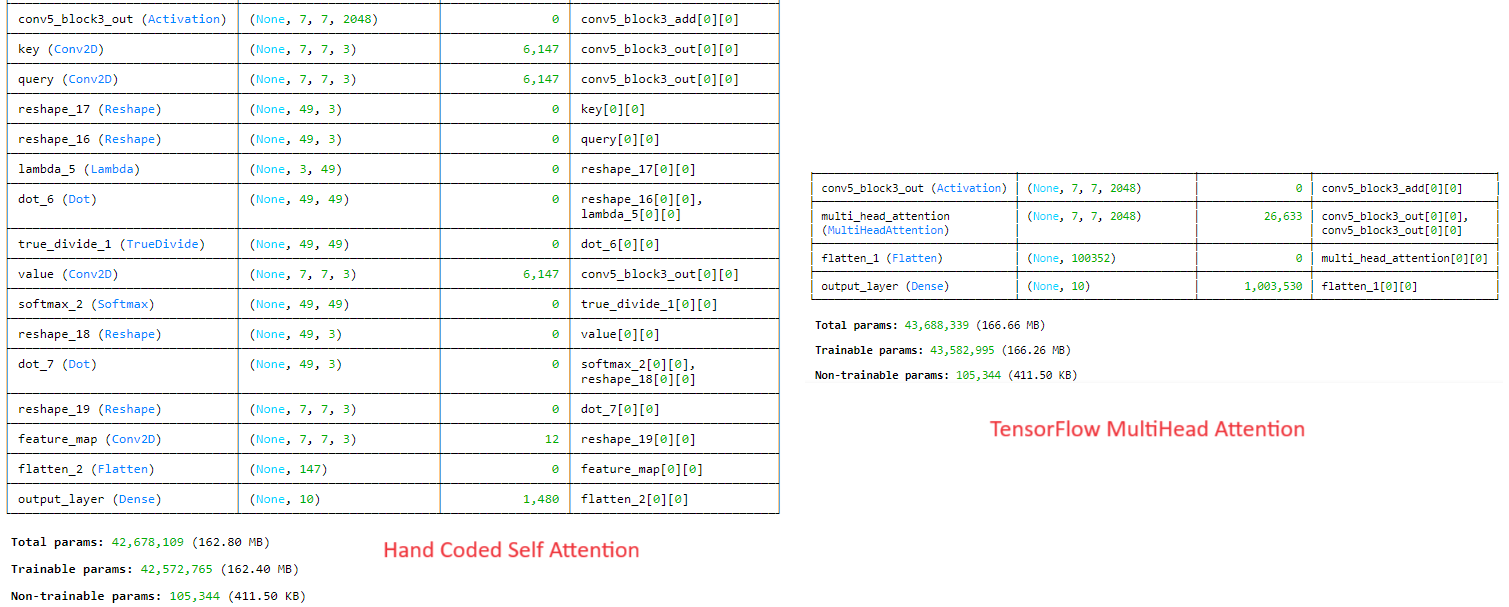 conv5_block3_out (Activation) (None, 7, 7, 2048) 0 conv5_block3_add[0][0]
key (Conv2D) (None, 7, 7, 3) 6,147 conv5_block3_out[0][0]
query (Conv2D) (None, 7, 7, 3) 6,147 conv5_block3_out[0][0]
reshape_17 (Reshape) (None, 49, 3) 0 key[0][0]
reshape_16 (Reshape) (None, 49, 3) 0 query[0][0]
lambda_5 (Lambda) (None, 3, 49) 0 reshape_17[0][0]
dot_6 (Dot) (None, 49, 49) 0 reshape_16[0][0],
lambda_5[0][0]
true_divide_1 (TrueDivide) (None, 49, 49) 0 dot_6[0][0]
value (Conv2D) (None, 7, 7, 3) 6,147 conv5_block3_out[0][0]
softmax_2 (Softmax) (None, 49, 49) 0 true_divide_1[0][0]
reshape_18 (Reshape) (None, 49, 3) 0 value[0][0]
dot_7 (Dot) (None, 49, 3) 0 softmax_2[0][0],
reshape_18[0][0]
reshape_19 (Reshape) (None, 7, 7, 3) 0 dot_7[0][0]
feature_map (Conv2D) (None, 7, 7, 3) 12 reshape_19[0][0]
flatten_2 (Flatten) (None, 147) 0 feature_map[0][0]
output_layer (Dense) (None, 10) 1,480 flatten_2[0][0]
Total params: 42,678,109 (162.80 MB)
Trainable params: 42,572,765 (162.40 MB)
Non-trainable params: 105,344 (411.50 KB)
Hand Coded Self Attention
conv5_block3_out (Activation) (None, 7, 7, 2048) 0 conv5_block3_add[0][0]
multi_head_attention (None, 7, 7, 2048) 26,633 conv5_block3_out[0][0],
(MultiHeadAttention) conv5_block3_out[0][0]
flatten_1 (Flatten) (None, 100352) 0 multi_head_attention[0][0]
output_layer (Dense) (None, 10) 1,003,530 flatten_1[0][0]
Total params: 43,688,339 (166.66 MB)
Trainable params: 43,582,995 (166.26 MB)
Non-trainable params: 105,344 (411.50 KB)
TensorFlow MultiHead Attention